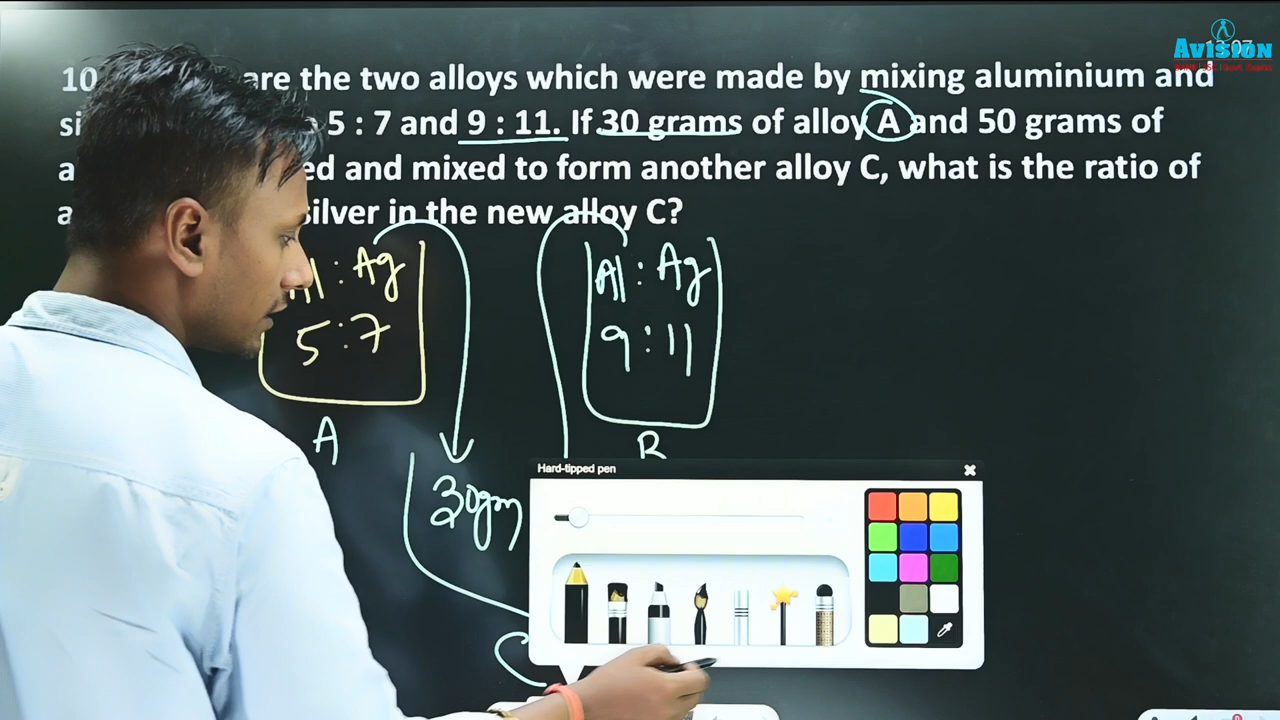 10 are the two alloys which were made by mixing aluminium and
5 : 7 and 9 : 11. If 30 grams of alloy A and 50 grams of
and mixed to form another alloy C, what is the ratio of
silver in the new alloy C?
Al : Ag
5 : 7
A
Al : Ag
9 : 11
B
30gm
C
Hard-tipped pen
AVISION